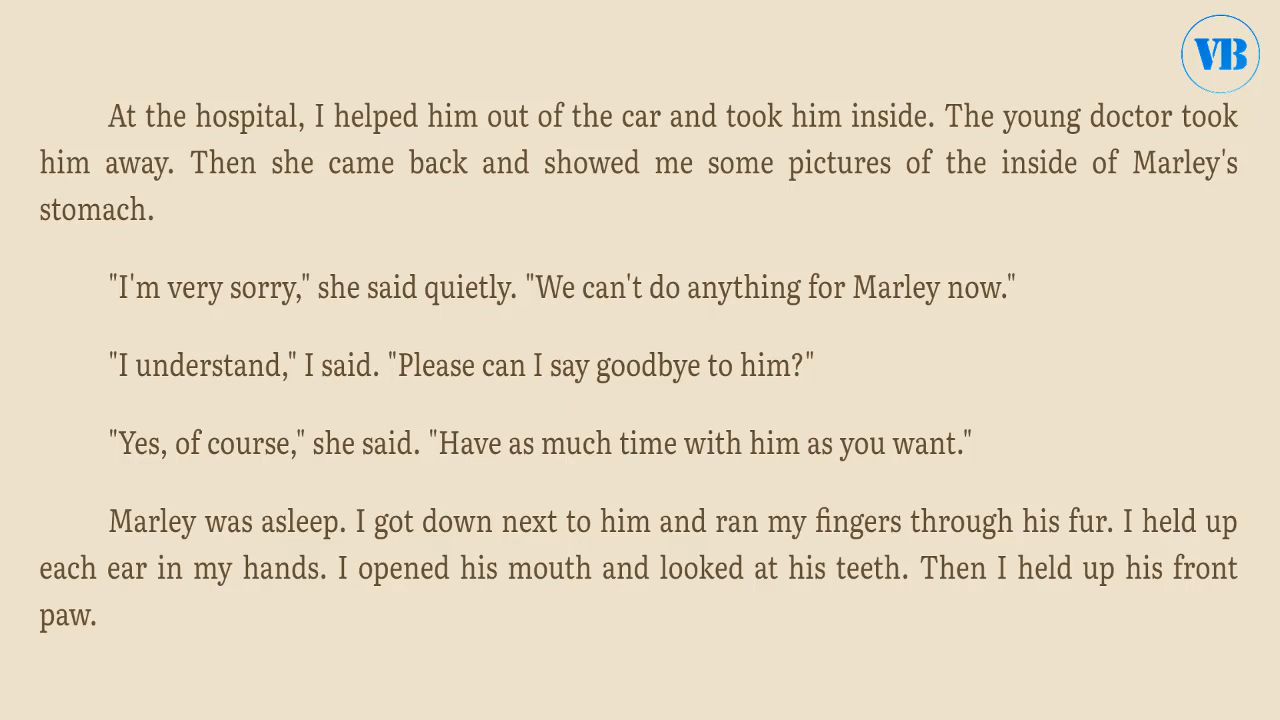 VB
At the hospital, I helped him out of the car and took him inside. The young doctor took
him away. Then she came back and showed me some pictures of the inside of Marley's
stomach.
"I'm very sorry," she said quietly. "We can't do anything for Marley now."
"I understand," I said. "Please can I say goodbye to him?"
"Yes, of course," she said. "Have as much time with him as you want."
Marley was asleep. I got down next to him and ran my fingers through his fur. I held up
each ear in my hands. I opened his mouth and looked at his teeth. Then I held up his front
paw.